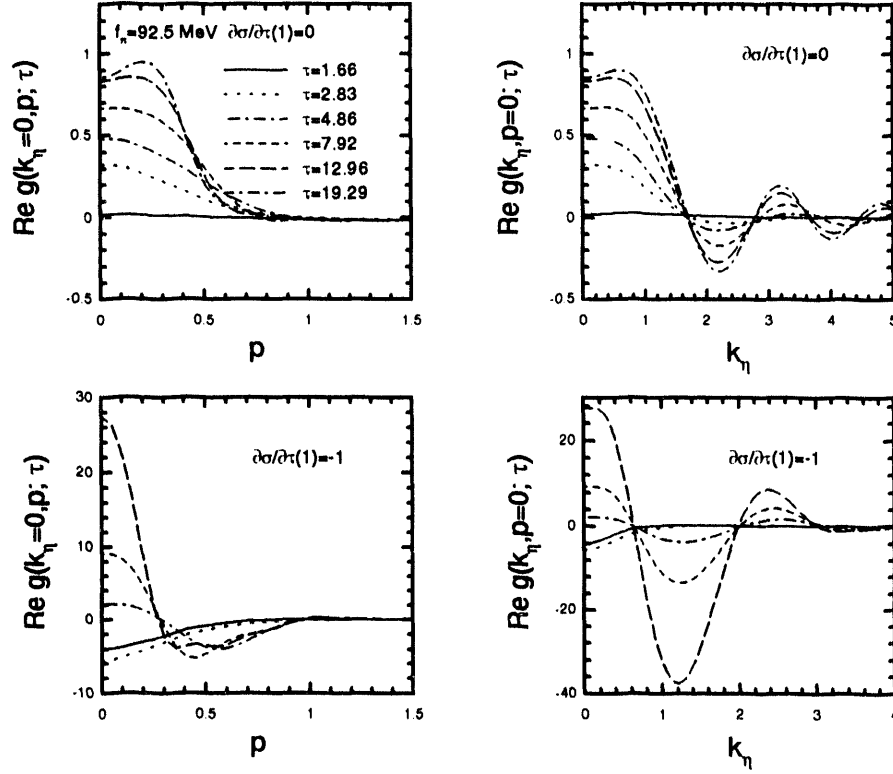 f_π=92.5 MeV ∂σ/∂τ(1)=0
τ=1.66
τ=2.83
τ=4.86
τ=7.92
τ=12.96
τ=19.29
Re g(k_η=0,p; τ)
1
0.5
0
-0.5
0 0.5 1 1.5
p
∂σ/∂τ(1)=0
Re g(k_η,p=0; τ)
1
0.5
0
-0.5
0 1 2 3 4 5
k_η
∂σ/∂τ(1)=-1
Re g(k_η=0,p; τ)
30
20
10
0
-10
0 0.5 1 1.5
p
∂σ/∂τ(1)=-1
Re g(k_η,p=0; τ)
20
0
-20
-40
0 1 2 3 4
k_η